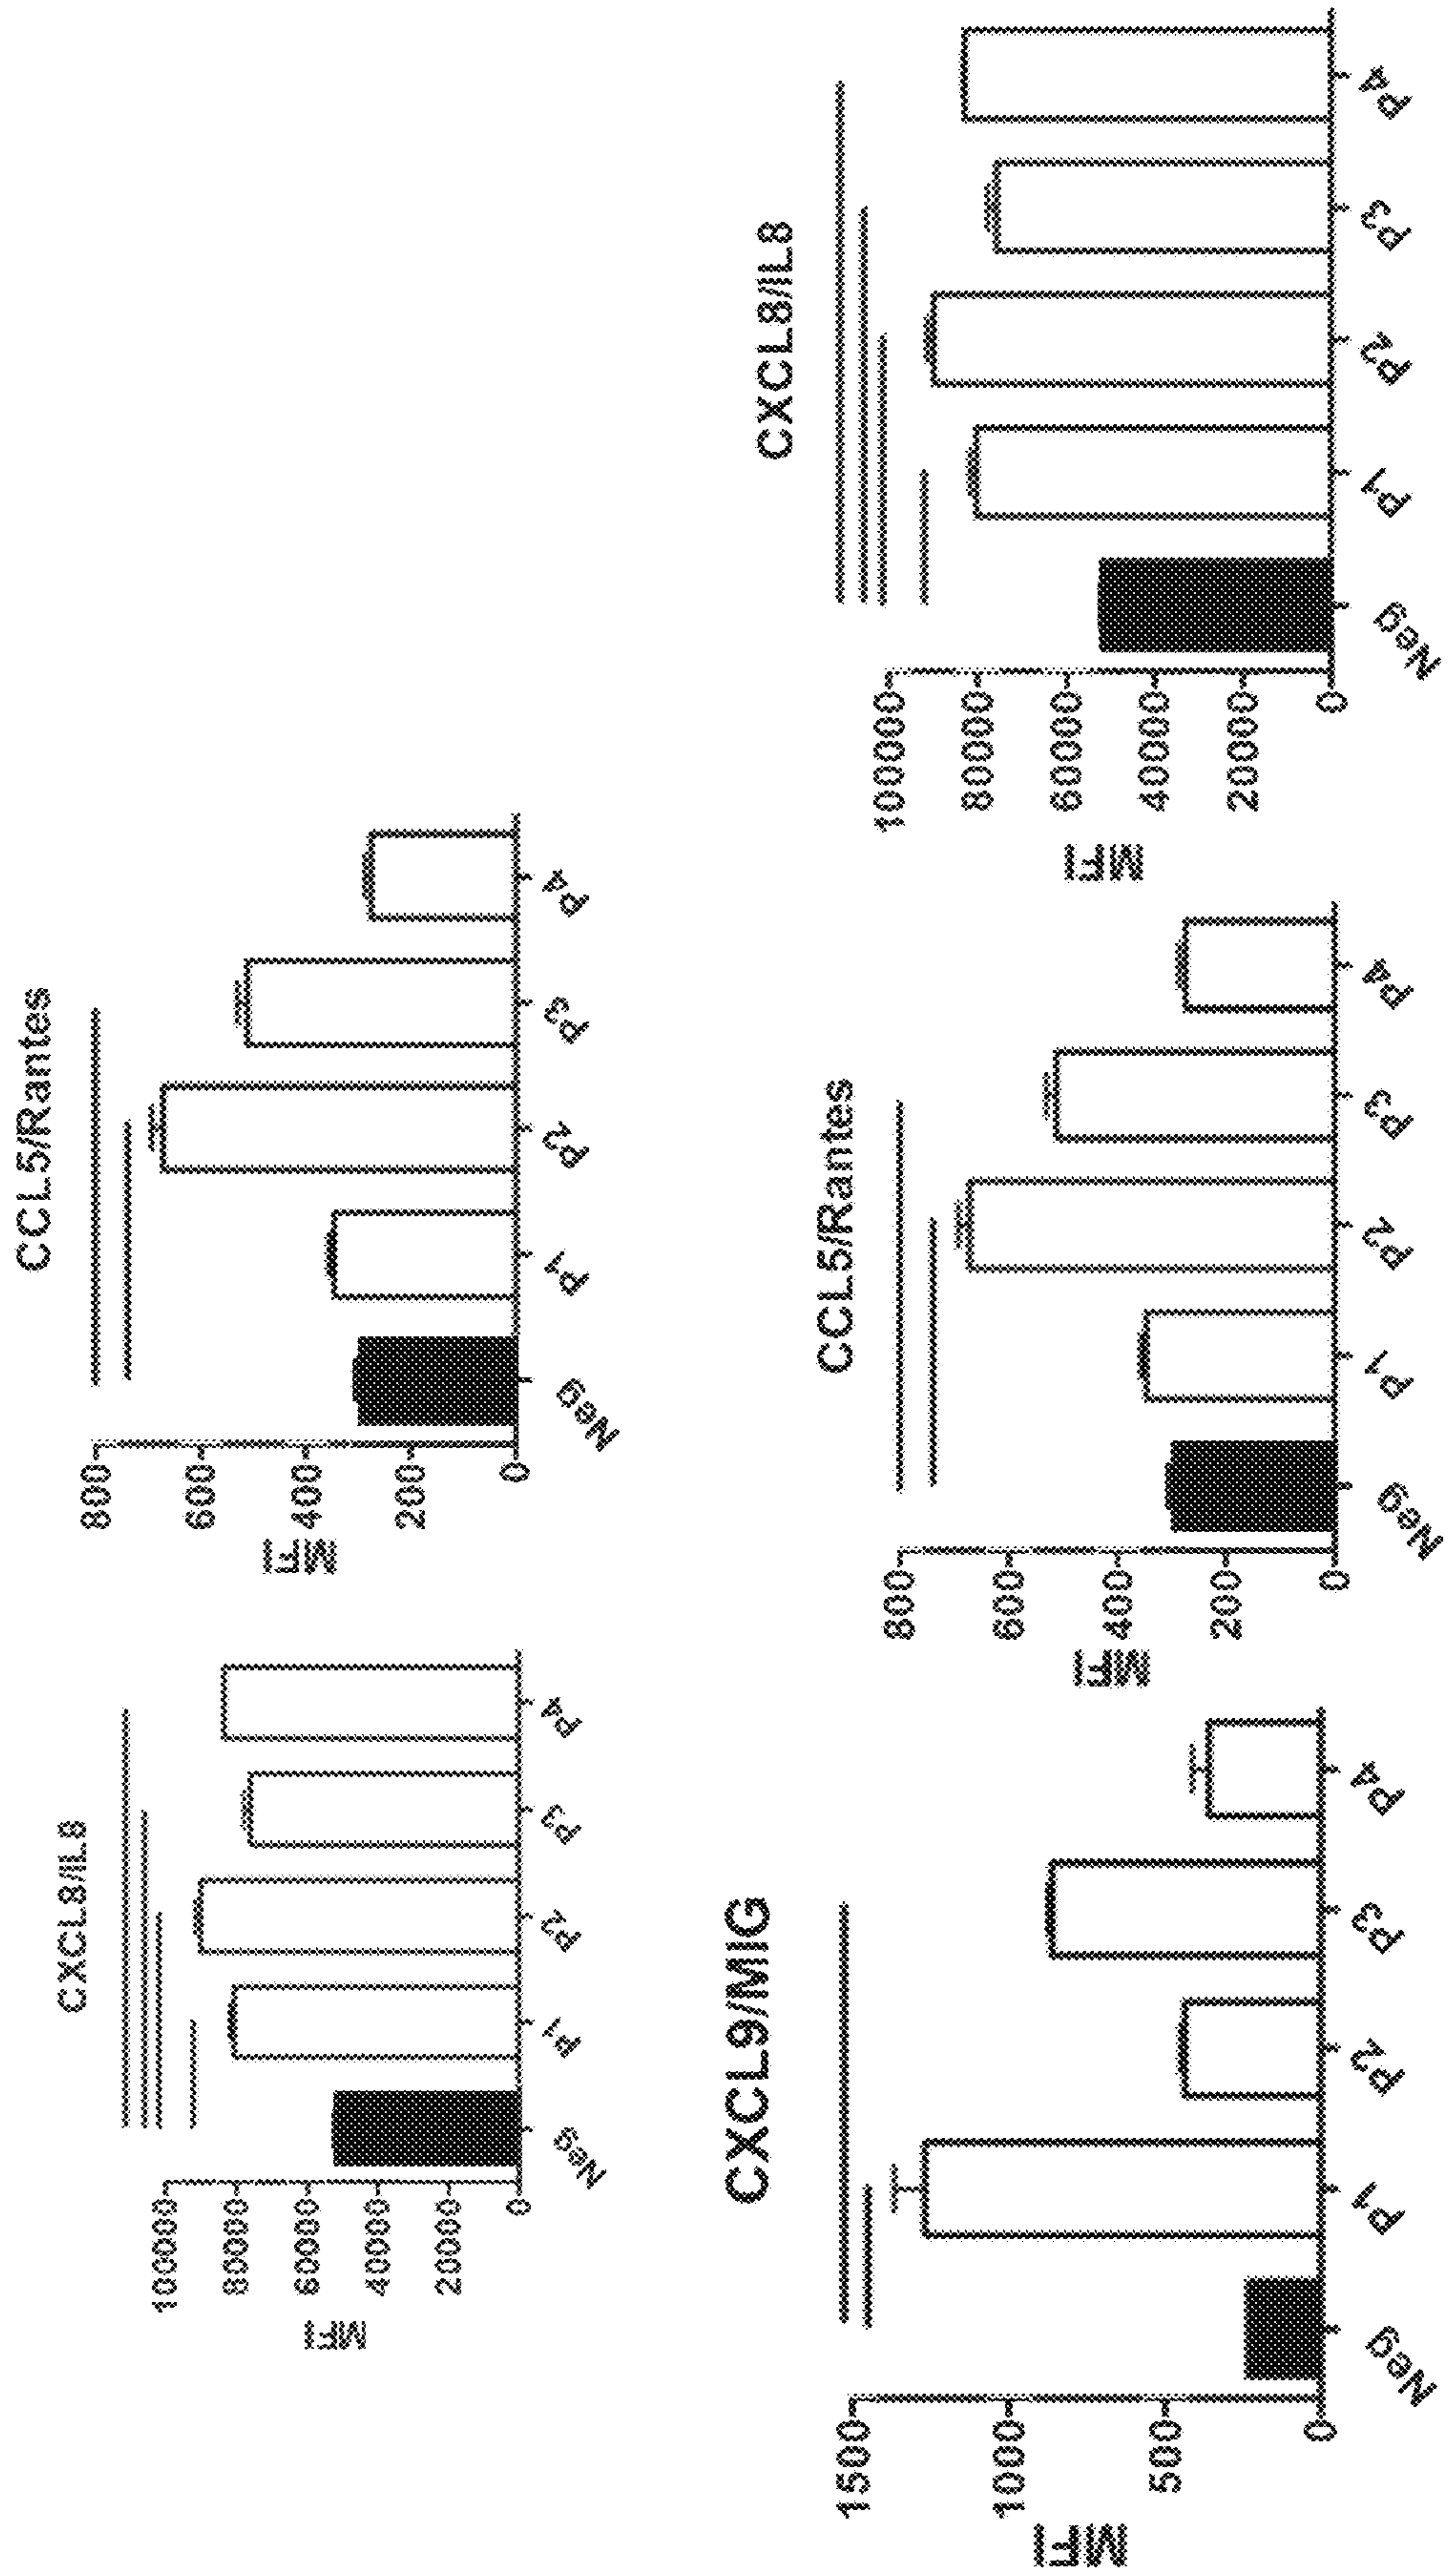 CXCL8/IL8
MFI
100000
80000
60000
40000
20000
0
Neg
P1
P2
P3
P4
CCL5/Rantes
MFI
800
600
400
200
0
Neg
P1
P2
P3
P4
CXCL9/MIG
MFI
1500
1000
500
0
Neg
P1
P2
P3
P4
CCL5/Rantes
MFI
800
600
400
200
0
Neg
P1
P2
P3
P4
CXCL8/IL8
MFI
100000
80000
60000
40000
20000
0
Neg
P1
P2
P3
P4